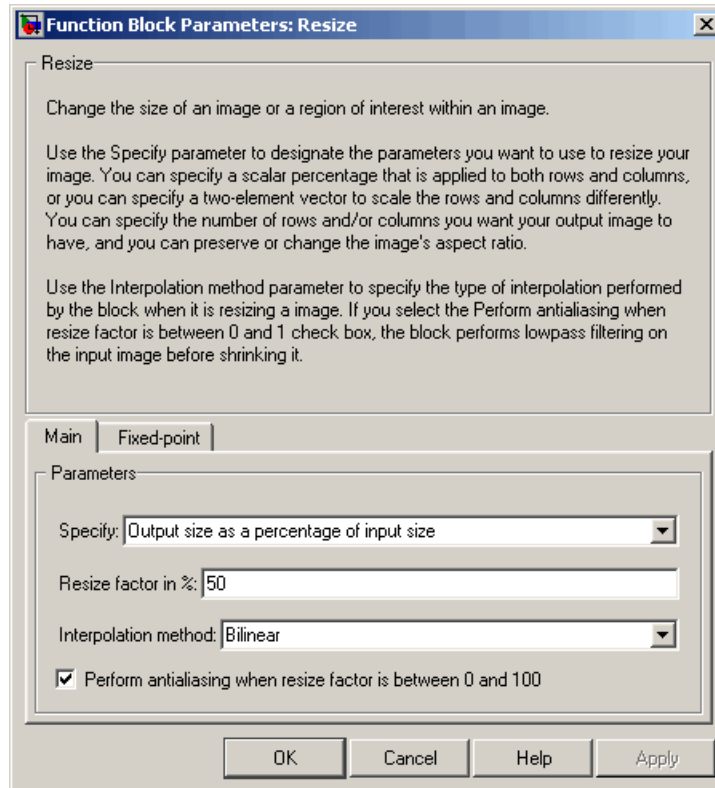 Function Block Parameters: Resize
Resize
Change the size of an image or a region of interest within an image.
Use the Specify parameter to designate the parameters you want to use to resize your
image. You can specify a scalar percentage that is applied to both rows and columns,
or you can specify a two-element vector to scale the rows and columns differently.
You can specify the number of rows and/or columns you want your output image to
have, and you can preserve or change the image's aspect ratio.
Use the Interpolation method parameter to specify the type of interpolation performed
by the block when it is resizing a image. If you select the Perform antialiasing when
resize factor is between 0 and 1 check box, the block performs lowpass filtering on
the input image before shrinking it.
Main Fixed-point
Parameters
Specify: Output size as a percentage of input size
Resize factor in %: 50
Interpolation method: Bilinear
Perform antialiasing when resize factor is between 0 and 100
OK Cancel Help Apply